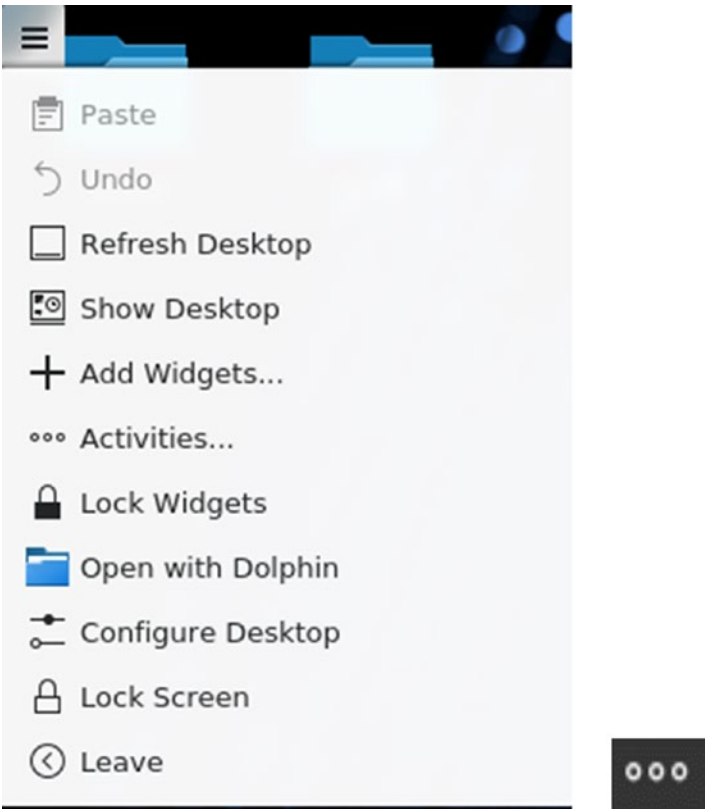 Paste
Undo
Refresh Desktop
Show Desktop
Add Widgets...
Activities...
Lock Widgets
Open with Dolphin
Configure Desktop
Lock Screen
Leave